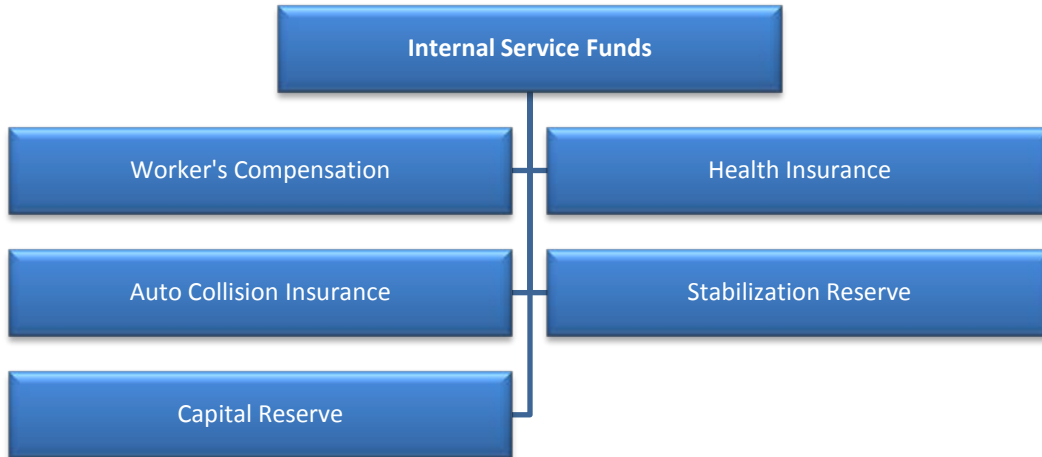 Internal Service Funds
Worker's Compensation
Health Insurance
Auto Collision Insurance
Stabilization Reserve
Capital Reserve